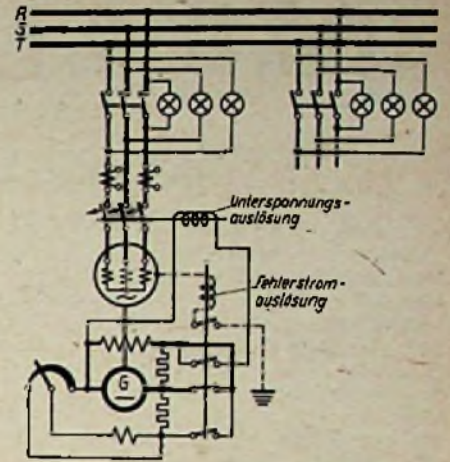 R
S
T
Unterspannungs-
auslösung
Fehlerstrom-
auslösung
G